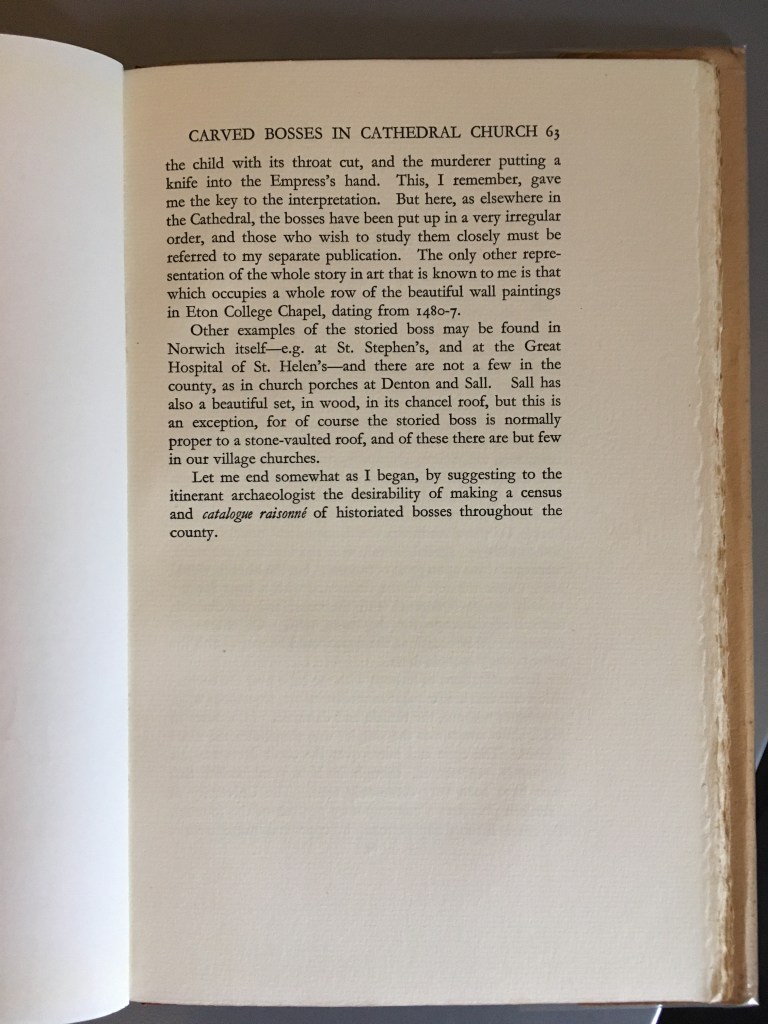 CARVED BOSSES IN CATHEDRAL CHURCH 63
the child with its throat cut, and the murderer putting a
knife into the Empress's hand. This, I remember, gave
me the key to the interpretation. But here, as elsewhere in
the Cathedral, the bosses have been put up in a very irregular
order, and those who wish to study them closely must be
referred to my separate publication. The only other repre-
sentation of the whole story in art that is known to me is that
which occupies a whole row of the beautiful wall paintings
in Eton College Chapel, dating from 1480-7.
Other examples of the storied boss may be found in
Norwich itself—e.g. at St. Stephen's, and at the Great
Hospital of St. Helen's—and there are not a few in the
county, as in church porches at Denton and Sall. Sall has
also a beautiful set, in wood, in its chancel roof, but this is
an exception, for of course the storied boss is normally
proper to a stone-vaulted roof, and of these there are but few
in our village churches.
Let me end somewhat as I began, by suggesting to the
itinerant archaeologist the desirability of making a census
and catalogue raisonné of historiated bosses throughout the
county.